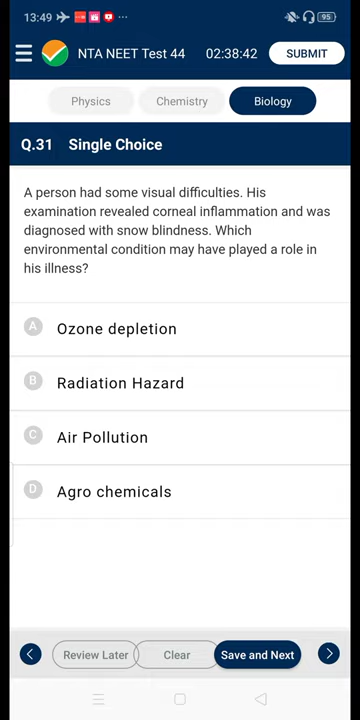 13:49 95
NTA NEET Test 44 02:38:42 SUBMIT
Physics Chemistry Biology
Q.31 Single Choice
A person had some visual difficulties. His
examination revealed corneal inflammation and was
diagnosed with snow blindness. Which
environmental condition may have played a role in
his illness?
A Ozone depletion
B Radiation Hazard
C Air Pollution
D Agro chemicals
Review Later Clear Save and Next